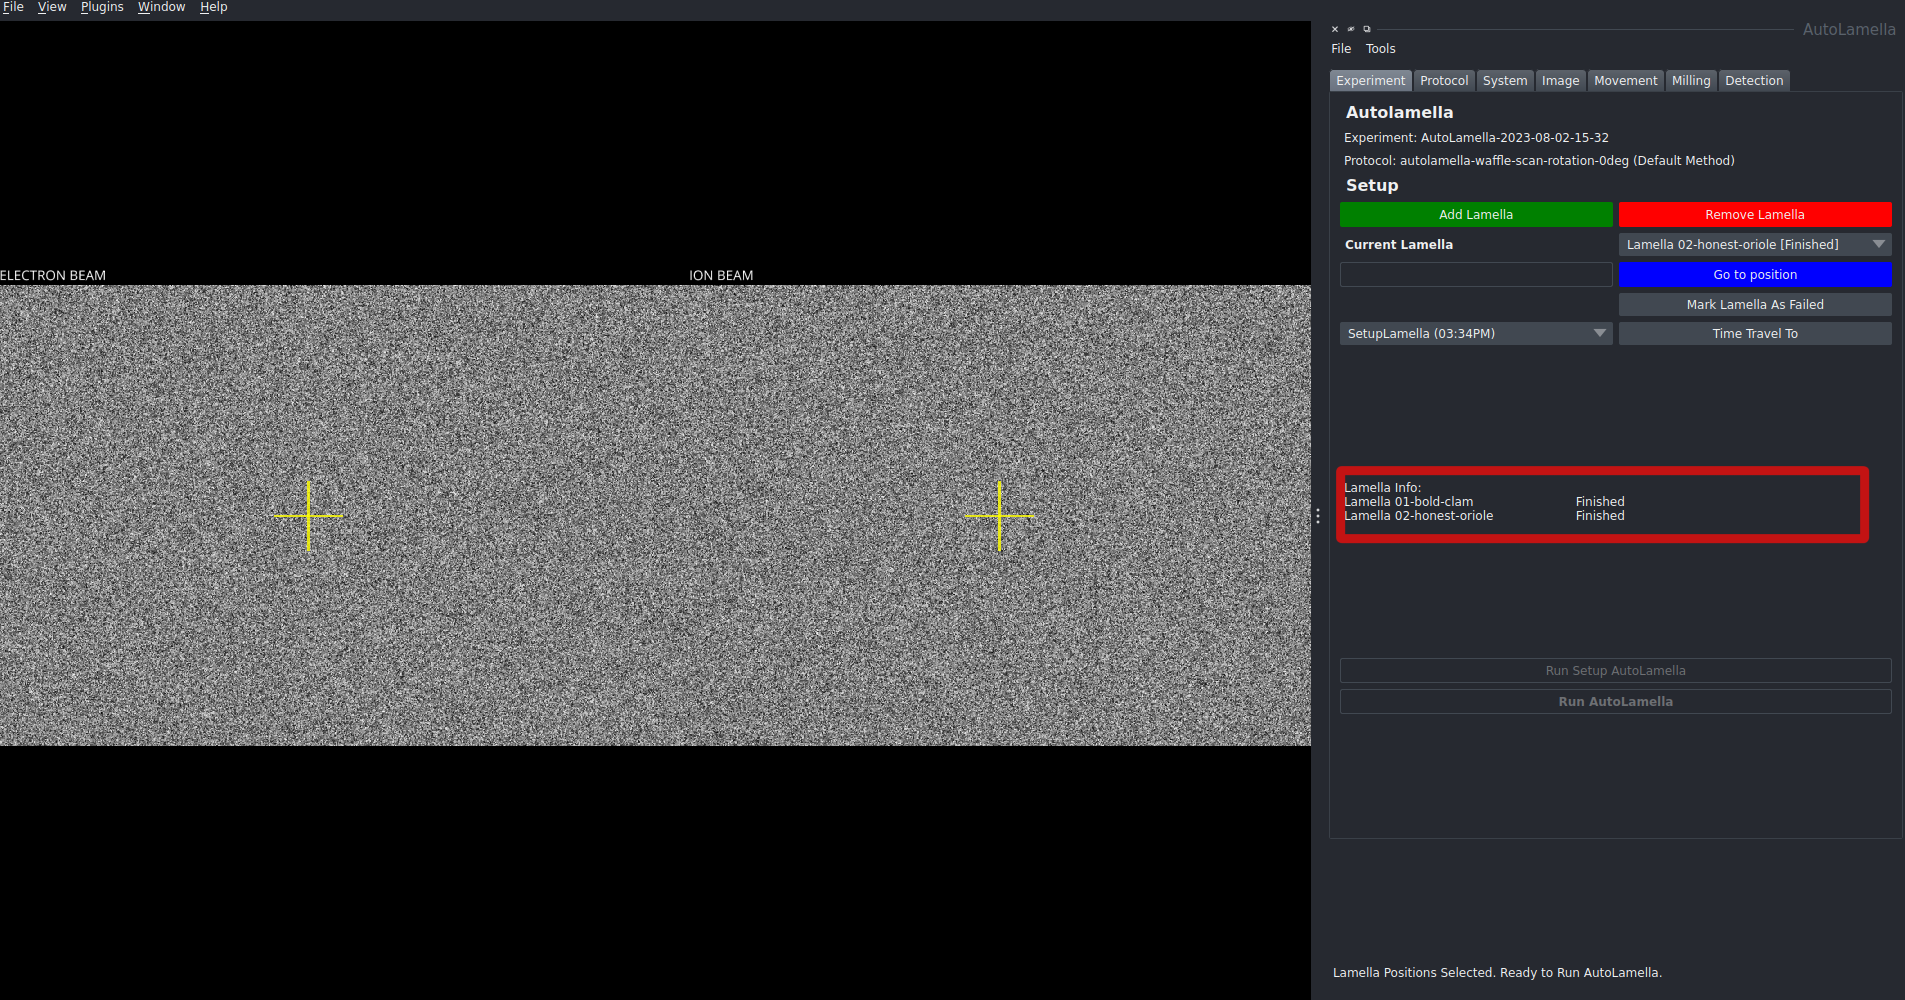 File View Plugins Window Help
ELECTRON BEAM
ION BEAM
AutoLamella
File Tools
Experiment Protocol System Image Movement Milling Detection
Autolamella
Experiment: AutoLamella-2023-08-02-15-32
Protocol: autolamella-waffle-scan-rotation-0deg (Default Method)
Setup
Add Lamella Remove Lamella
Current Lamella Lamella 02-honest-oriole [Finished]
Go to position
Mark Lamella As Failed
SetupLamella (03:34PM) Time Travel To
Lamella Info:
Lamella 01-bold-clam Finished
Lamella 02-honest-oriole Finished
Run Setup AutoLamella
Run AutoLamella
Lamella Positions Selected. Ready to Run AutoLamella.